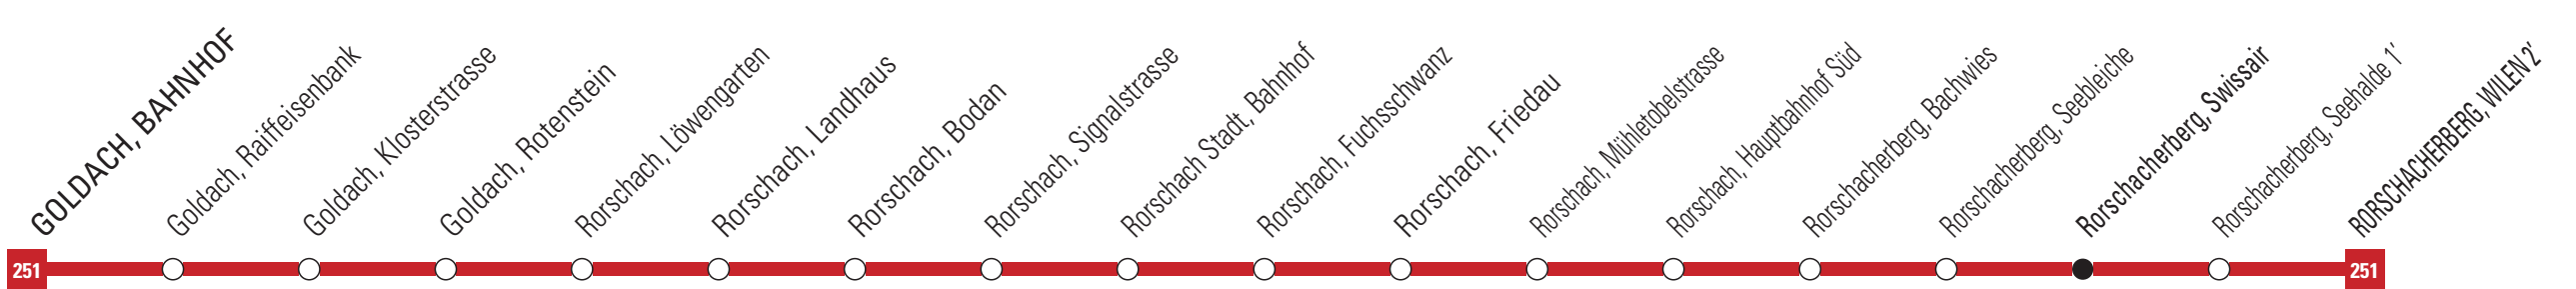 GOLDACH, BAHNHOF
Goldach, Raiffeisenbank
Goldach, Klosterstrasse
Goldach, Rotenstein
Rorschach, Löwengarten
Rorschach, Landhaus
Rorschach, Bodan
Rorschach, Signalstrasse
Rorschach Stadt, Bahnhof
Rorschach, Fuchsschwanz
Rorschach, Friedau
Rorschach, Mühletobelstrasse
Rorschach, Hauptbahnhof Süd
Rorschacherberg, Bachwies
Rorschacherberg, Seebleiche
Rorschacherberg, Swissair
Rorschacherberg, Seehalde 1’
RORSCHACHERBERG, WILEN 2’
251
251